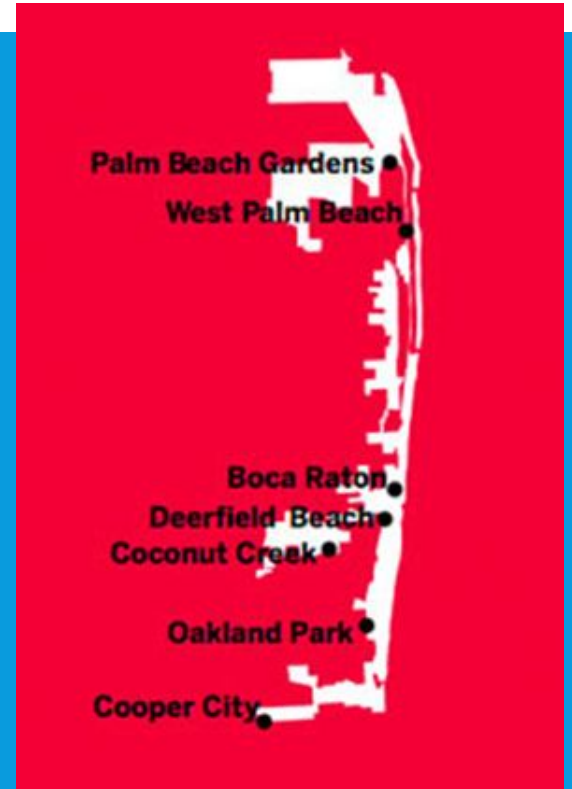 Palm Beach Gardens
West Palm Beach
Boca Raton
Deerfield Beach
Coconut Creek
Oakland Park
Cooper City